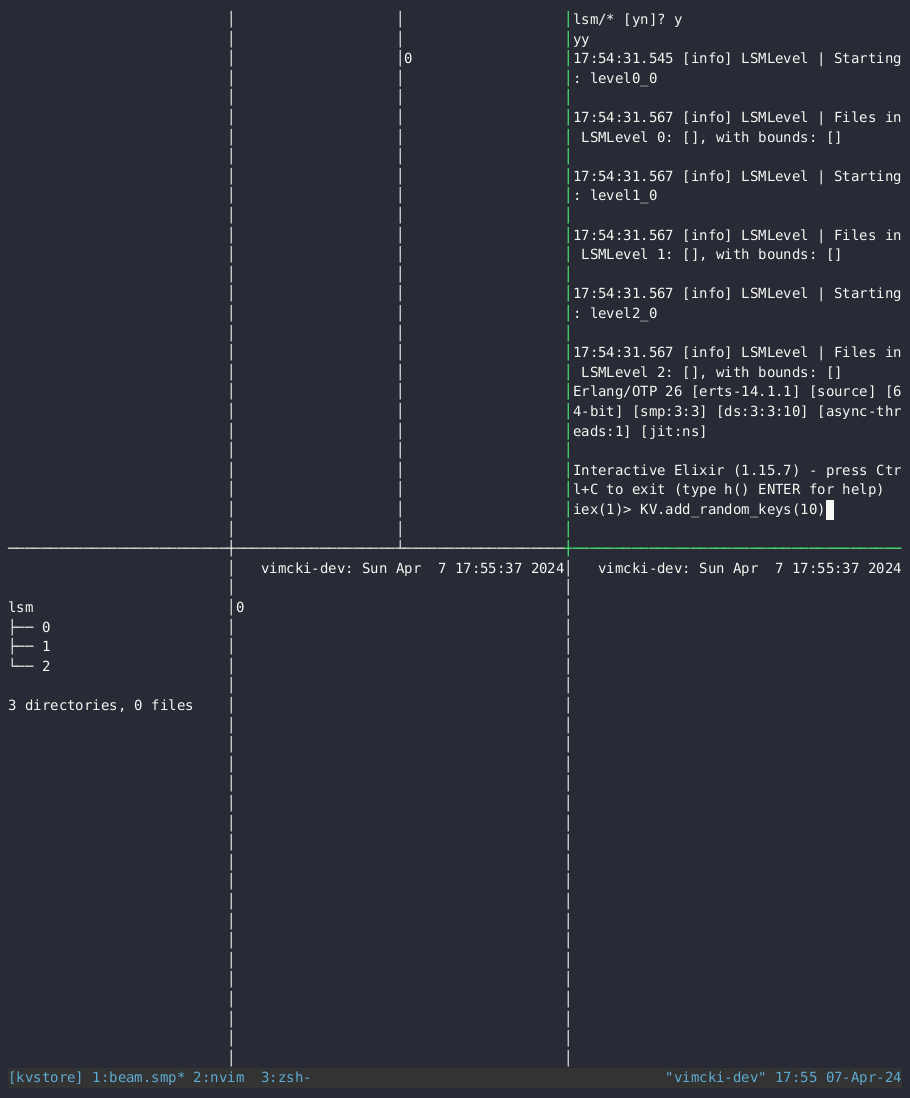 lsm/* [yn]? y
yy
0
17:54:31.545 [info] LSMLevel | Starting
: level0_0
17:54:31.567 [info] LSMLevel | Files in
 LSMLevel 0: [], with bounds: []
17:54:31.567 [info] LSMLevel | Starting
: level1_0
17:54:31.567 [info] LSMLevel | Files in
 LSMLevel 1: [], with bounds: []
17:54:31.567 [info] LSMLevel | Starting
: level2_0
17:54:31.567 [info] LSMLevel | Files in
 LSMLevel 2: [], with bounds: []
Erlang/OTP 26 [erts-14.1.1] [source] [6
4-bit] [smp:3:3] [ds:3:3:10] [async-thr
eads:1] [jit:ns]
Interactive Elixir (1.15.7) - press Ctr
l+C to exit (type h() ENTER for help)
iex(1)> KV.add_random_keys(10)
lsm
├── 0
├── 1
└── 2
3 directories, 0 files
vimcki-dev: Sun Apr  7 17:55:37 2024
0
vimcki-dev: Sun Apr  7 17:55:37 2024
[kvstore] 1:beam.smp* 2:nvim  3:zsh-
"vimcki-dev" 17:55 07-Apr-24